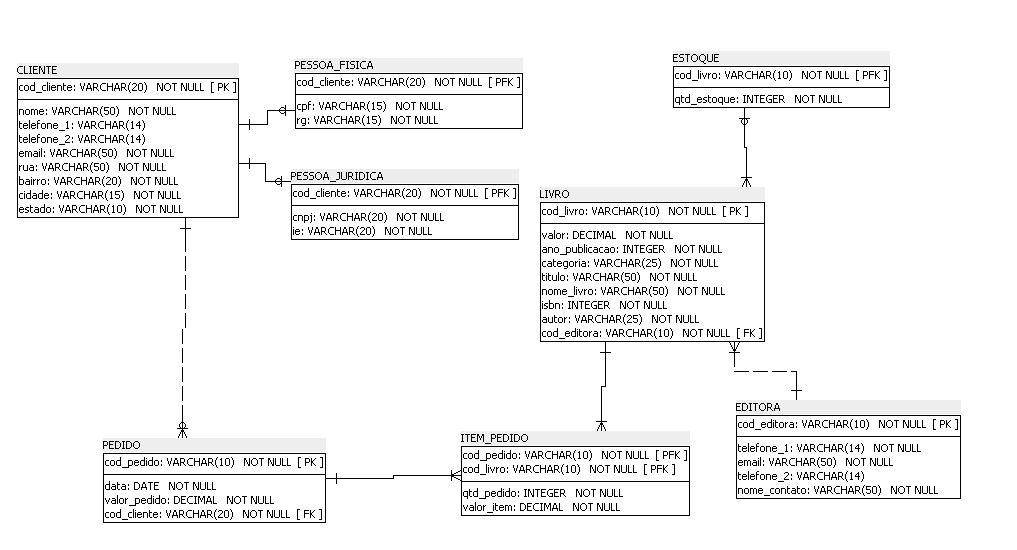 CLIENTE
cod_cliente: VARCHAR(20) NOT NULL [ PK ]
nome: VARCHAR(50) NOT NULL
telefone_1: VARCHAR(14)
telefone_2: VARCHAR(14)
email: VARCHAR(50) NOT NULL
rua: VARCHAR(50) NOT NULL
bairro: VARCHAR(20) NOT NULL
cidade: VARCHAR(15) NOT NULL
estado: VARCHAR(10) NOT NULL
PESSOA_FISICA
cod_cliente: VARCHAR(20) NOT NULL [ PFK ]
cpf: VARCHAR(15) NOT NULL
rg: VARCHAR(15) NOT NULL
PESSOA_JURIDICA
cod_cliente: VARCHAR(20) NOT NULL [ PFK ]
cnpj: VARCHAR(20) NOT NULL
ie: VARCHAR(20) NOT NULL
ESTOQUE
cod_livro: VARCHAR(10) NOT NULL [ PFK ]
qtd_estoque: INTEGER NOT NULL
LIVRO
cod_livro: VARCHAR(10) NOT NULL [ PK ]
valor: DECIMAL NOT NULL
ano_publicacao: INTEGER NOT NULL
categoria: VARCHAR(25) NOT NULL
titulo: VARCHAR(50) NOT NULL
nome_livro: VARCHAR(50) NOT NULL
isbn: INTEGER NOT NULL
autor: VARCHAR(25) NOT NULL
cod_editora: VARCHAR(10) NOT NULL [ FK ]
PEDIDO
cod_pedido: VARCHAR(10) NOT NULL [ PK ]
data: DATE NOT NULL
valor_pedido: DECIMAL NOT NULL
cod_cliente: VARCHAR(20) NOT NULL [ FK ]
ITEM_PEDIDO
cod_pedido: VARCHAR(10) NOT NULL [ PFK ]
cod_livro: VARCHAR(10) NOT NULL [ PFK ]
qtd_pedido: INTEGER NOT NULL
valor_item: DECIMAL NOT NULL
EDITORA
cod_editora: VARCHAR(10) NOT NULL [ PK ]
telefone_1: VARCHAR(14) NOT NULL
email: VARCHAR(50) NOT NULL
telefone_2: VARCHAR(14)
nome_contato: VARCHAR(50) NOT NULL